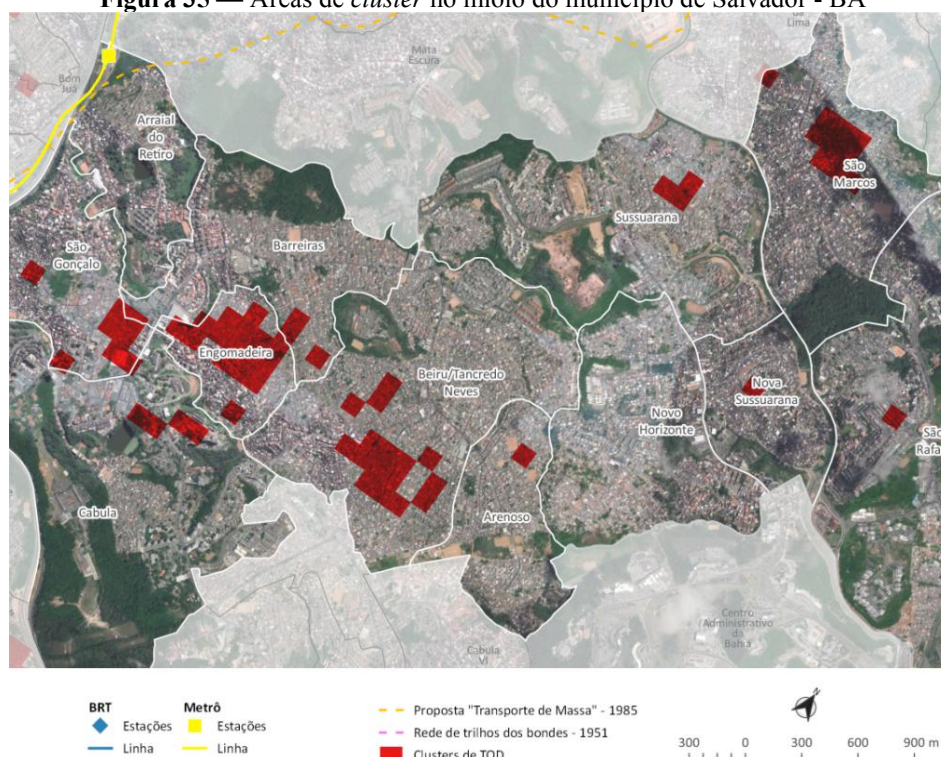 Figura 55 — Áreas de cluster no miolo do município de Salvador - BA
da
Lima
Mata
Escura
Bom
Juá
Arraial
do
Retiro
São
Marcos
São
Gonçalo
Barreiras
Sussuarana
Engomadeira
Beiru/Tancredo
Neves
Nova
Sussuarana
Novo
Horizonte
São
Rafa
Cabula
Arenoso
Centro
Administrativo
da
Bahia
Cabula
VI
BRT
Metrô
Estações
Estações
Linha
Linha
Proposta "Transporte de Massa" - 1985
Rede de trilhos dos bondes - 1951
Clusters de TOD
N
300 0 300 600 900 m